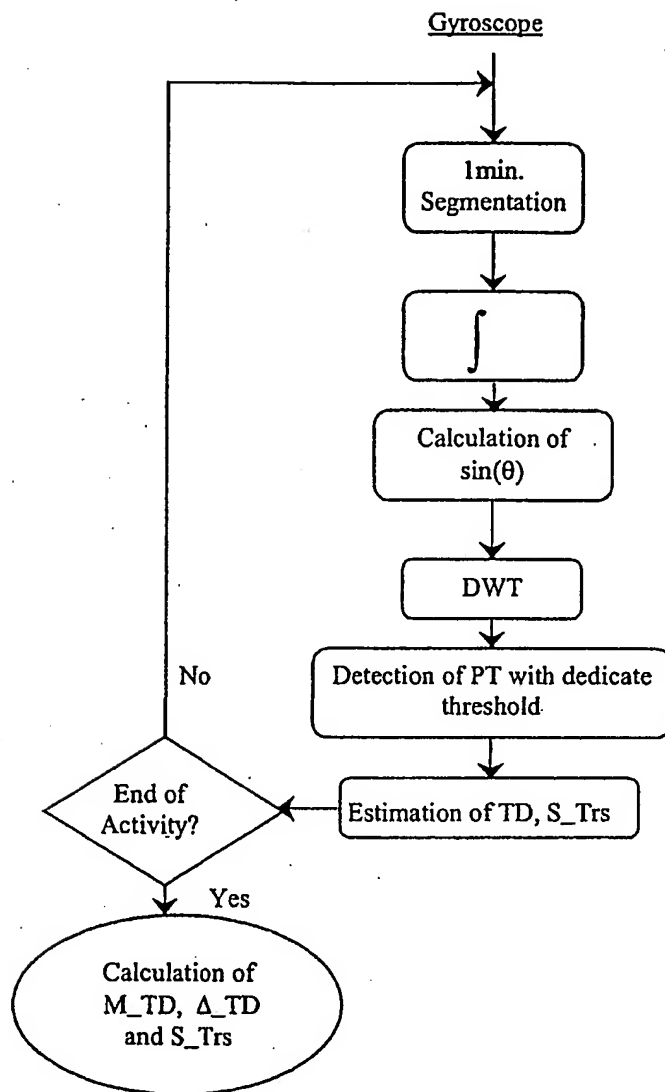 Gyroscope
1min.
Segmentation
∫
Calculation of
sin(θ)
DWT
Detection of PT with dedicate
threshold
Estimation of TD, S_Trs
No
End of
Activity?
Yes
Calculation of
M_TD, Δ_TD
and S_Trs